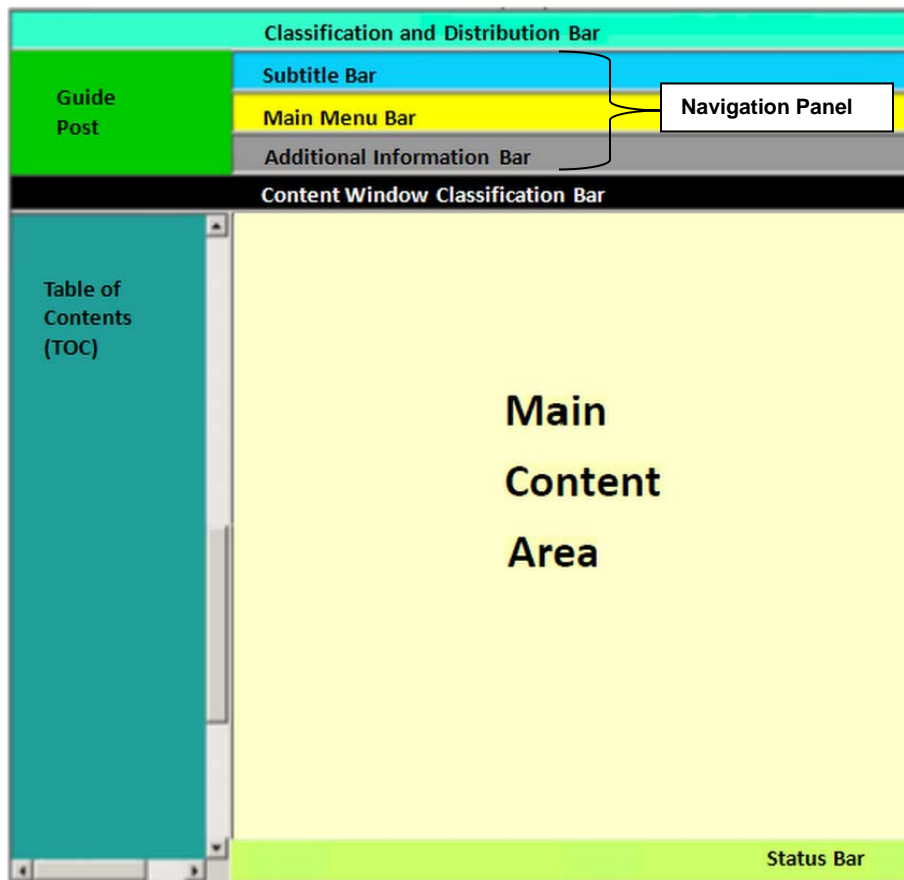 Classification and Distribution Bar
Subtitle Bar
Guide
Post
Main Menu Bar
Navigation Panel
Additional Information Bar
Content Window Classification Bar
Table of
Contents
(TOC)
Main
Content
Area
Status Bar